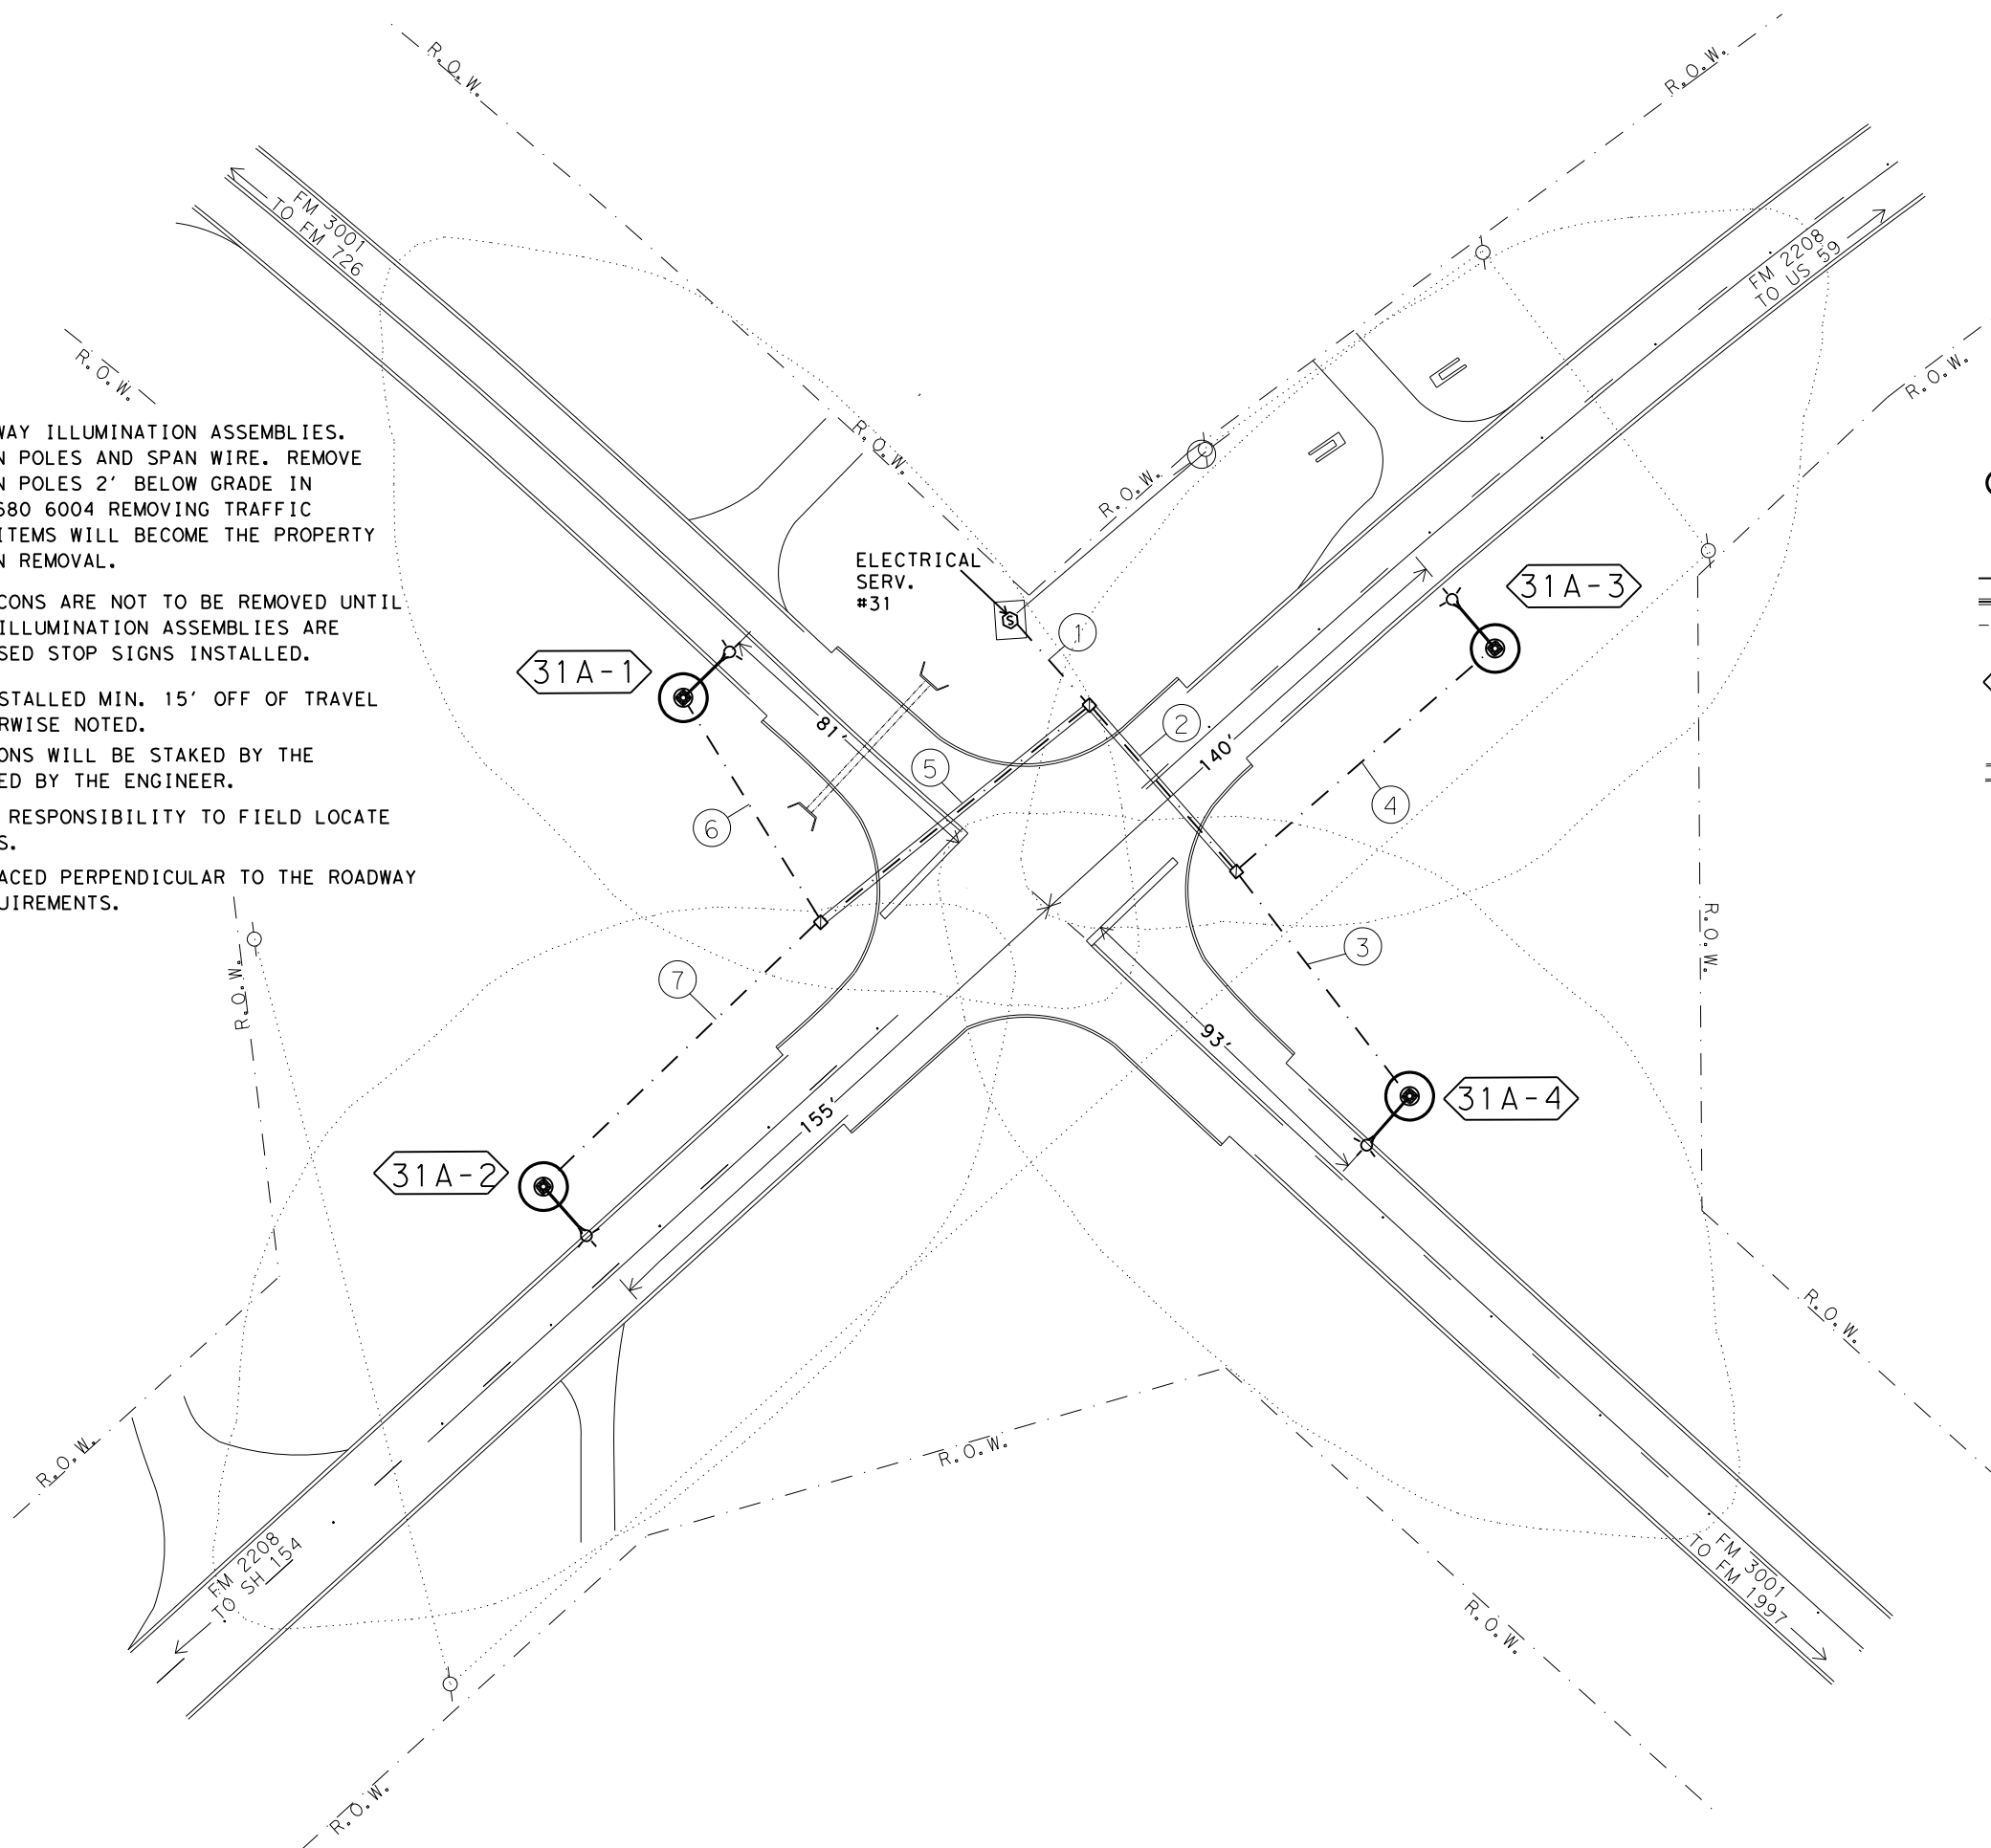 R.O.W.
R.O.W.
FM 3001
TO FM 726
FM 2208
TO US 59
R.O.W.
R.O.W.
WAY ILLUMINATION ASSEMBLIES.
N POLES AND SPAN WIRE. REMOVE
N POLES 2' BELOW GRADE IN
680 6004 REMOVING TRAFFIC
ITEMS WILL BECOME THE PROPERTY
N REMOVAL.
CONS ARE NOT TO BE REMOVED UNTIL
ILLUMINATION ASSEMBLIES ARE
SED STOP SIGNS INSTALLED.
STALLED MIN. 15' OFF OF TRAVEL
RWISE NOTED.
ONS WILL BE STAKED BY THE
ED BY THE ENGINEER.
RESPONSIBILITY TO FIELD LOCATE
S.
ACED PERPENDICULAR TO THE ROADWAY
UIREMENTS.
R.O.W.
R.O.W.
ELECTRICAL
SERV.
#31
S
1
31A-3
31A-1
81'
2
140'
5
4
6
3
7
R.O.W.
R.O.W.
93'
31A-4
155'
31A-2
R.O.W.
R.O.W.
R.O.W.
FM 2208
TO SH 154
FM 3001
TO FM 1997
R.O.W.
R.O.W.